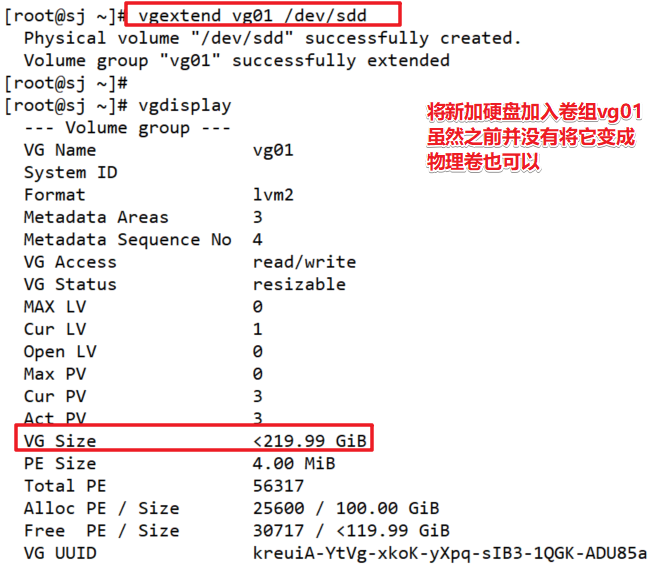 [root@sj ~]# vgextend vg01 /dev/sdd
Physical volume "/dev/sdd" successfully created.
Volume group "vg01" successfully extended
[root@sj ~]#
[root@sj ~]# vgdisplay
--- Volume group ---
VG Name vg01
System ID
Format lvm2
Metadata Areas 3
Metadata Sequence No 4
VG Access read/write
VG Status resizable
MAX LV 0
Cur LV 1
Open LV 0
Max PV 0
Cur PV 3
Act PV 3
VG Size <219.99 GiB
PE Size 4.00 MiB
Total PE 56317
Alloc PE / Size 25600 / 100.00 GiB
Free PE / Size 30717 / <119.99 GiB
VG UUID kreuiA-YtVg-xkoK-yXpq-sIB3-1QGK-ADU85a
将新加硬盘加入卷组vg01
虽然之前并没有将它变成
物理卷也可以